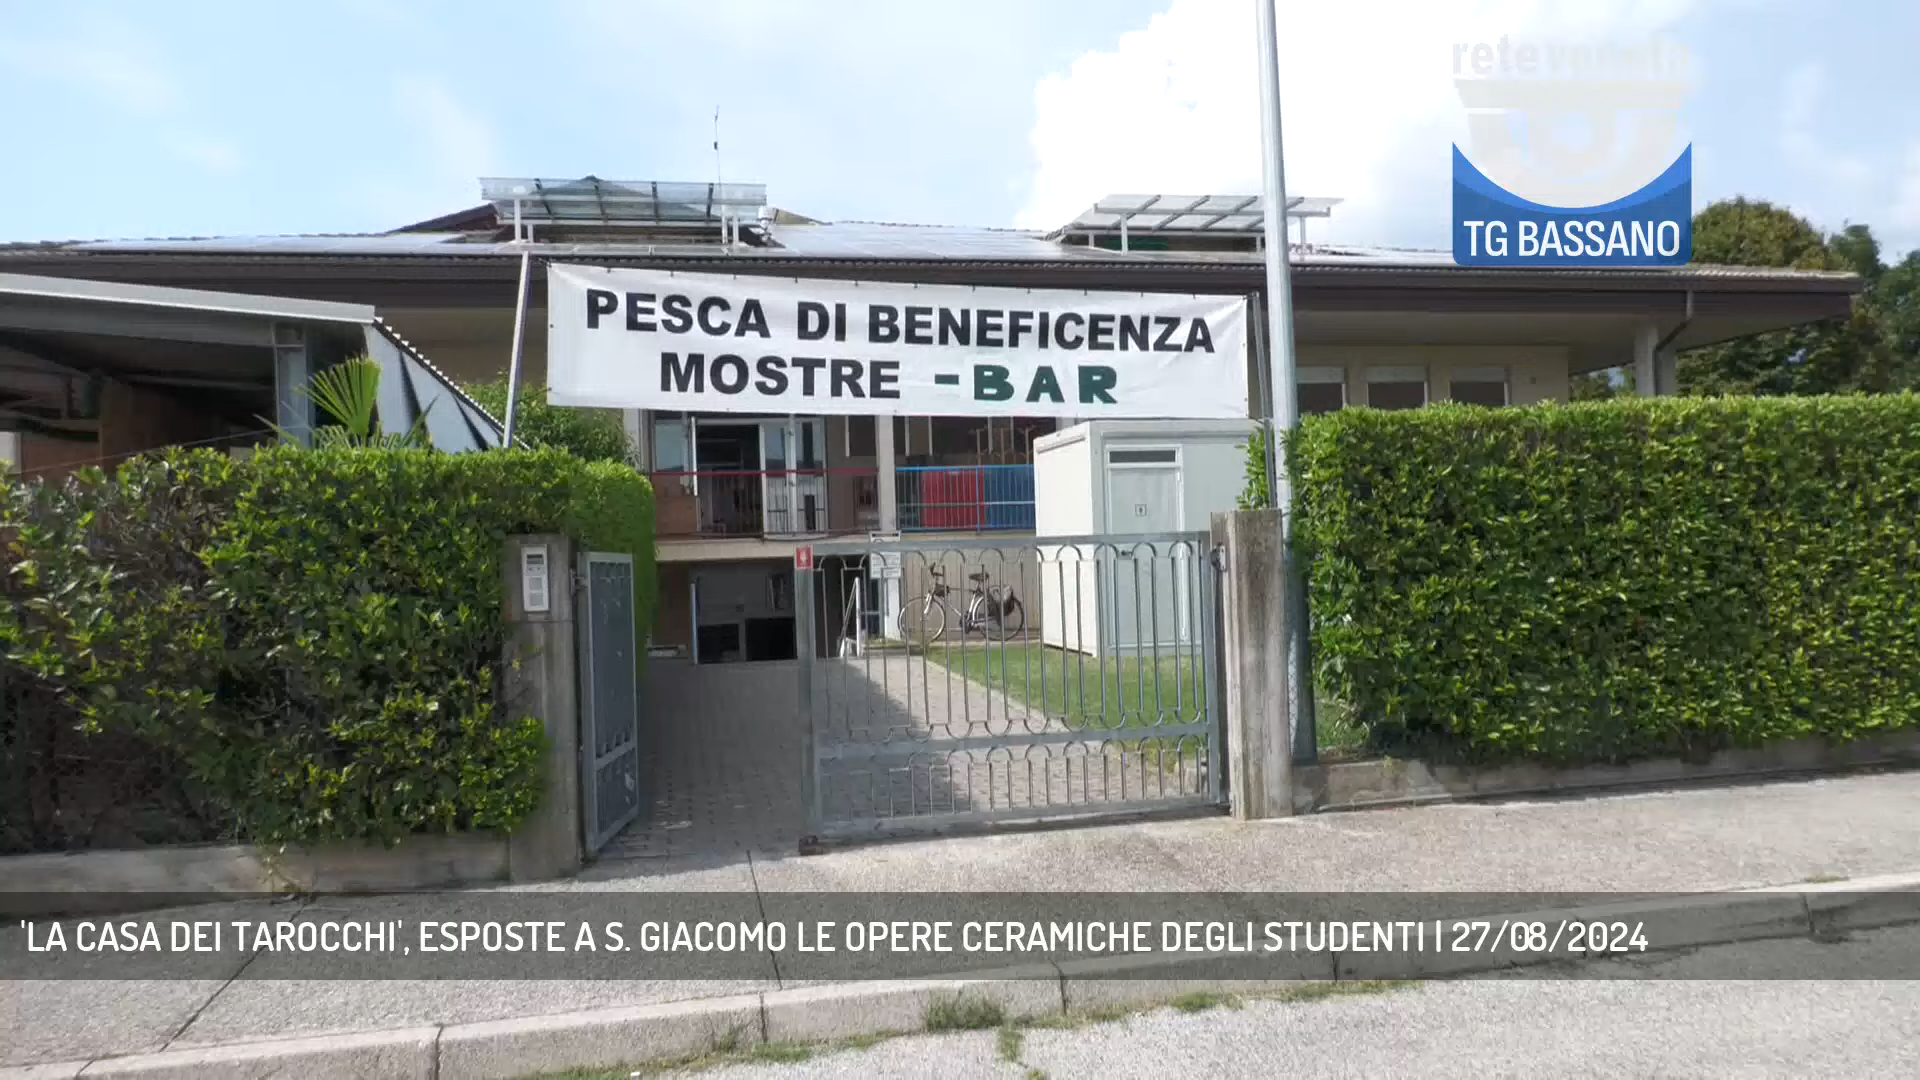 reteveneta
TG BASSANO
PESCA DI BENEFICENZA
MOSTRE - BAR
'LA CASA DEI TAROCCHI', ESPOSTE A S. GIACOMO LE OPERE CERAMICHE DEGLI STUDENTI | 27/08/2024